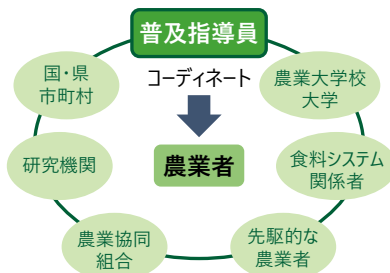 普及指導員
国・県
市町村
コーディネート
農業大学校
大学
研究機関
農業者
食料システム
関係者
農業協同
組合
先駆的な
農業者